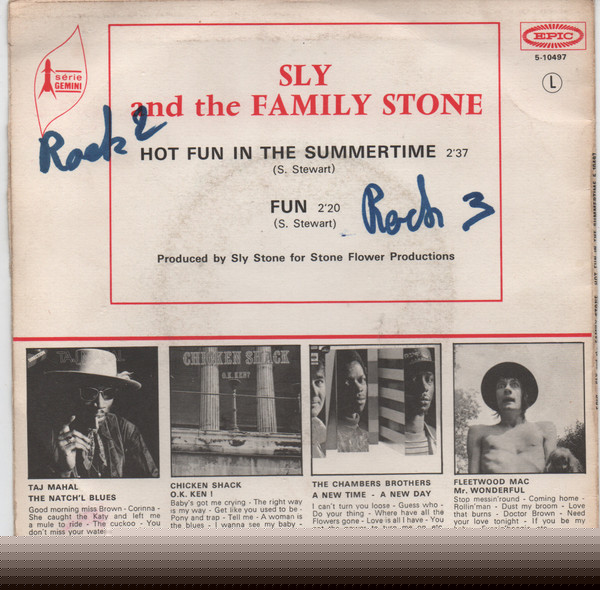 série
GEMINI
EPIC
5-10497
L
SLY
and the FAMILY STONE
Rock 2
HOT FUN IN THE SUMMERTIME 2'37
(S. Stewart)
FUN 2'20
(S. Stewart)
Rock 3
Produced by Sly Stone for Stone Flower Productions
TAJ MAHAL
CHICKEN SHACK
O.K. KEN?
TAJ MAHAL
THE NATCH'L BLUES
Good morning miss Brown - Corinna -
She caught the Katy and left me
a mule to ride - The cuckoo - You
don't miss your water
CHICKEN SHACK
O.K. KEN !
Baby's got me crying - The right way
is my way - Get like you used to be -
Pony and trap - Tell me - A woman is
the blues - I wanna see my baby -
THE CHAMBERS BROTHERS
A NEW TIME - A NEW DAY
I can't turn you loose - Guess who -
Do your thing - Where have all the
Flowers gone - Love is all I have - You
got the power to turn me on etc
FLEETWOOD MAC
Mr. WONDERFUL
Stop messin'round - Coming home -
Rollin'man - Dust my broom - Love
that burns - Doctor Brown - Need
your love tonight - If you be my